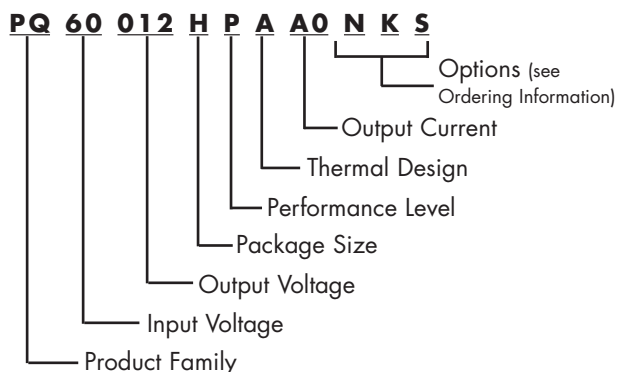 PQ 60 012 H P A A0 N K S
Options (see
Ordering Information)
Output Current
Thermal Design
Performance Level
Package Size
Output Voltage
Input Voltage
Product Family